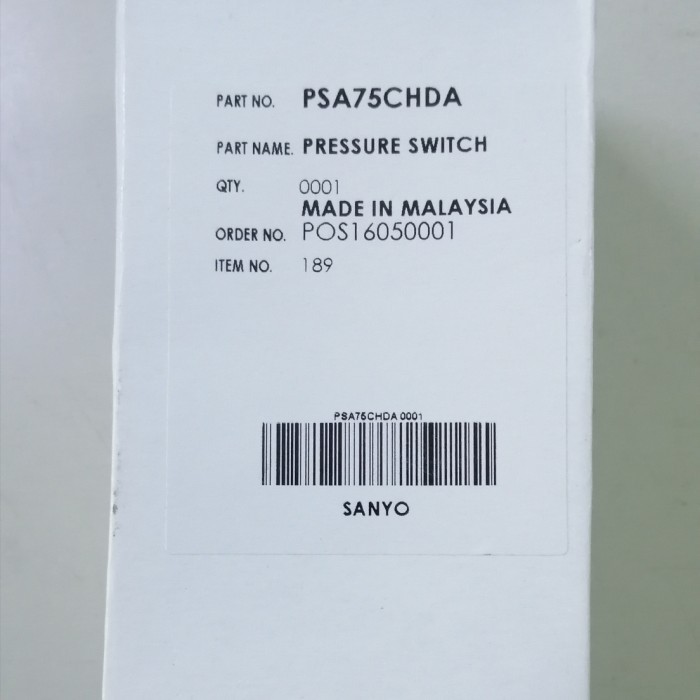 PART NO. PSA75CHDA
PART NAME. PRESSURE SWITCH
QTY. 0001
MADE IN MALAYSIA
ORDER NO. POS16050001
ITEM NO. 189
PSA75CHDA 0001
SANYO